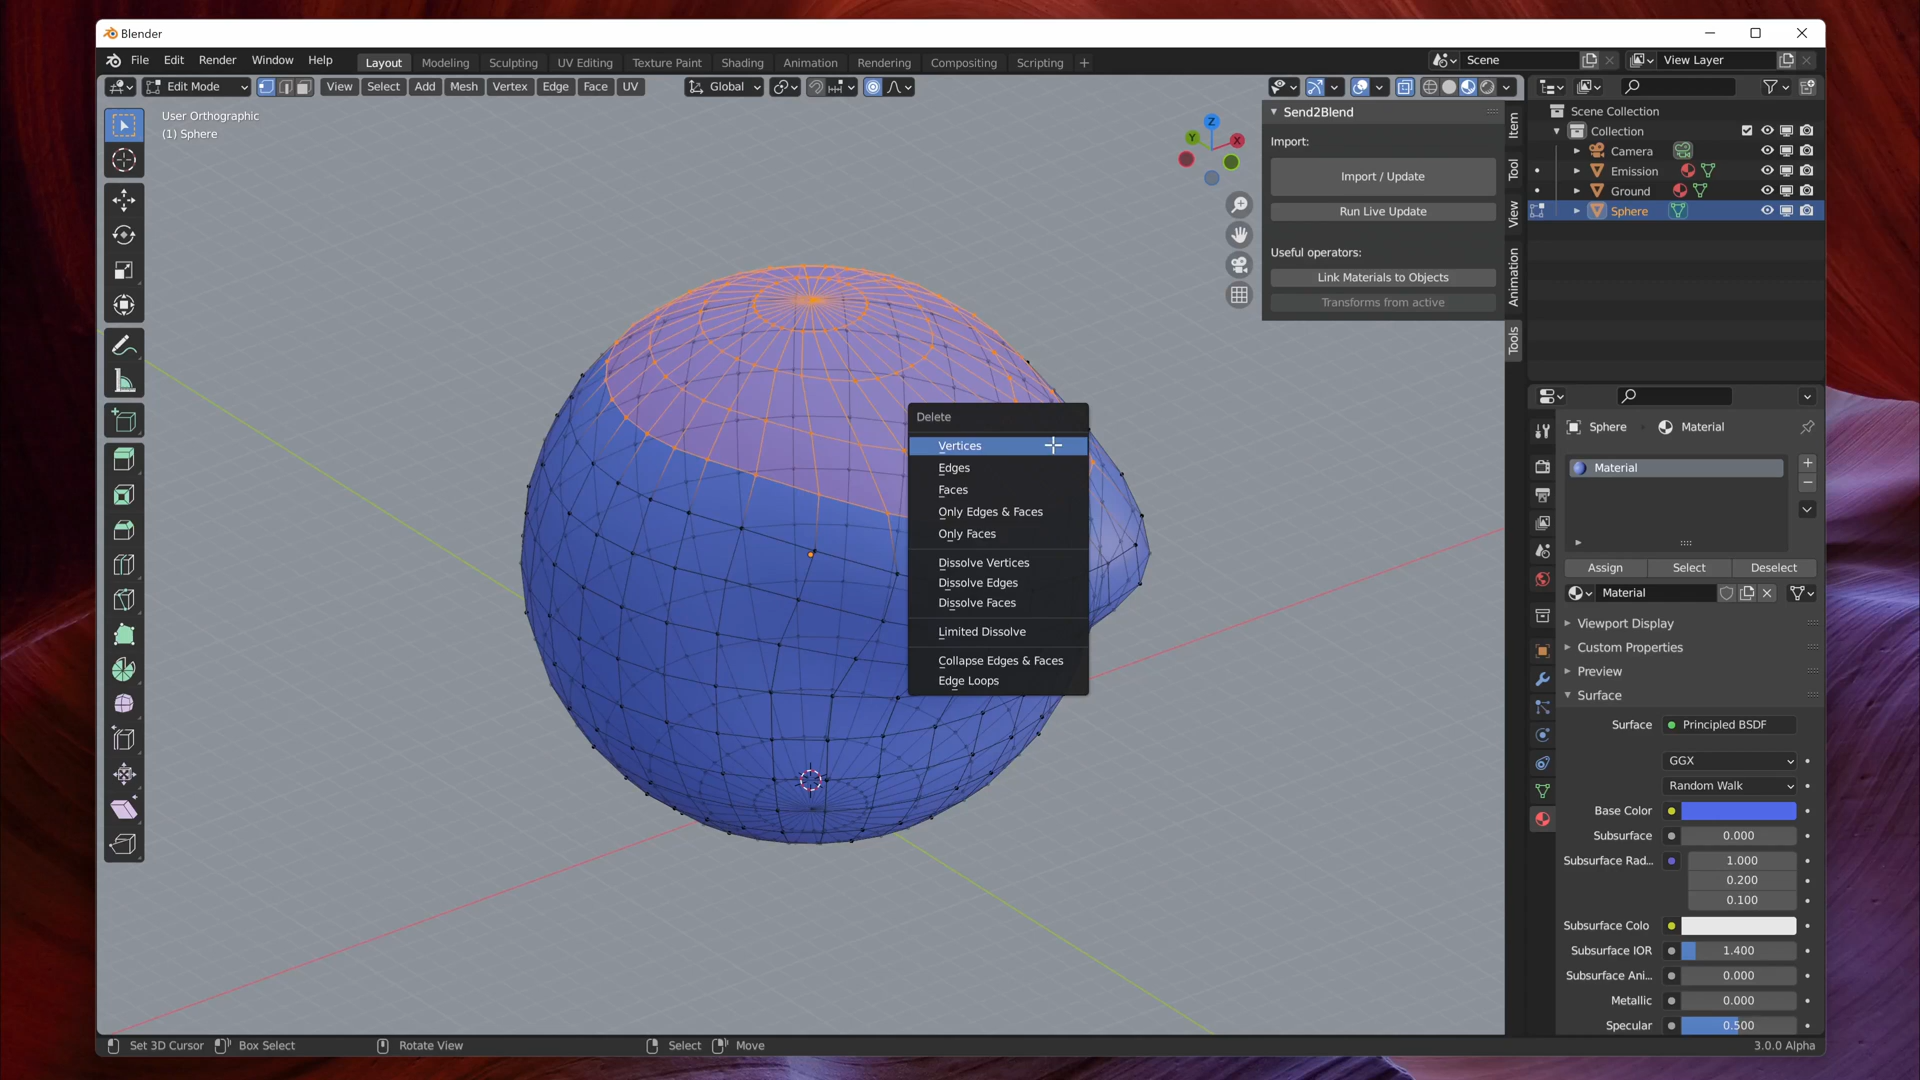 Blender
File Edit Render Window Help Layout Modeling Sculpting UV Editing Texture Paint Shading Animation Rendering Compositing Scripting + Scene View Layer
Edit Mode View Select Add Mesh Vertex Edge Face UV Global
User Orthographic
(1) Sphere
Z
Y
X
Send2Blend
Import:
Import / Update
Run Live Update
Useful operators:
Link Materials to Objects
Transforms from active
Item
Tool
View
Animation
Tools
Scene Collection
Collection
Camera
Emission
Ground
Sphere
Delete
Vertices
Edges
Faces
Only Edges & Faces
Only Faces
Dissolve Vertices
Dissolve Edges
Dissolve Faces
Limited Dissolve
Collapse Edges & Faces
Edge Loops
Sphere Material
Material
Assign Select Deselect
Material
Viewport Display
Custom Properties
Preview
Surface
Surface Principled BSDF
GGX
Random Walk
Base Color
Subsurface 0.000
Subsurface Rad... 1.000
0.200
0.100
Subsurface Colo
Subsurface IOR 1.400
Subsurface Ani... 0.000
Metallic 0.000
Specular 0.500
Set 3D Cursor Box Select Rotate View Select Move 3.0.0 Alpha